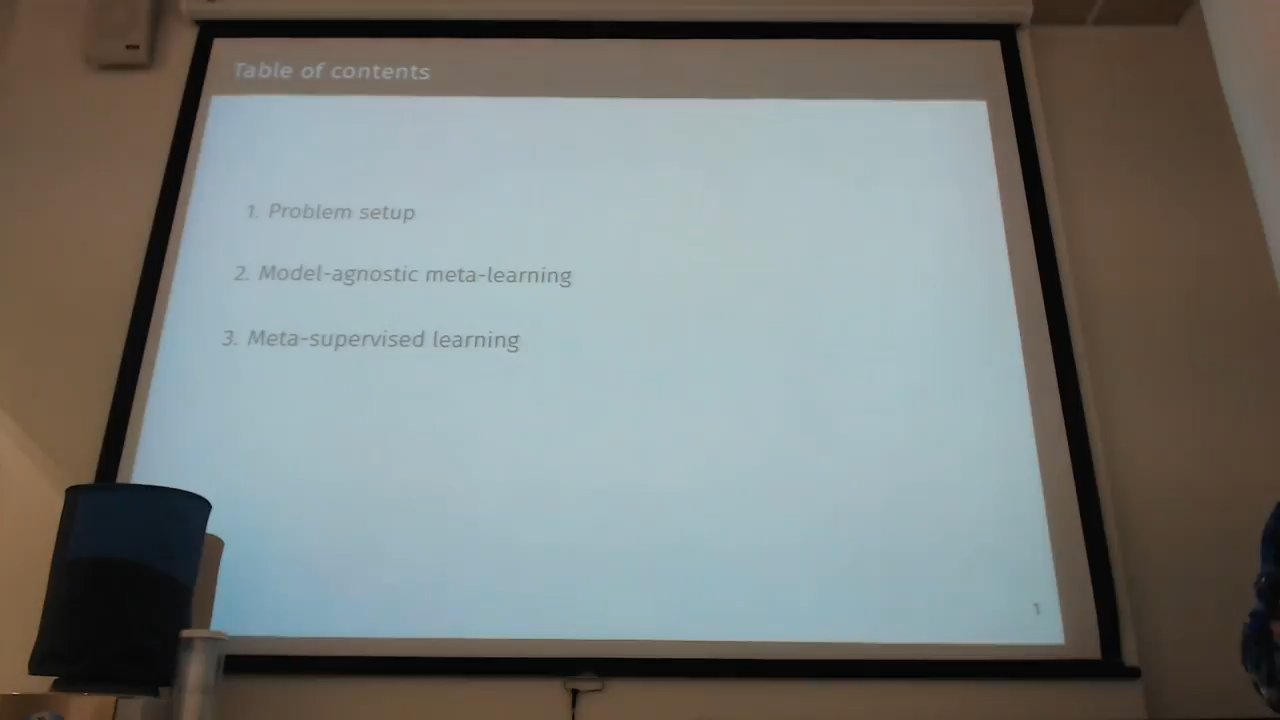 Table of contents
1. Problem setup
2. Model-agnostic meta-learning
3. Meta-supervised learning
1